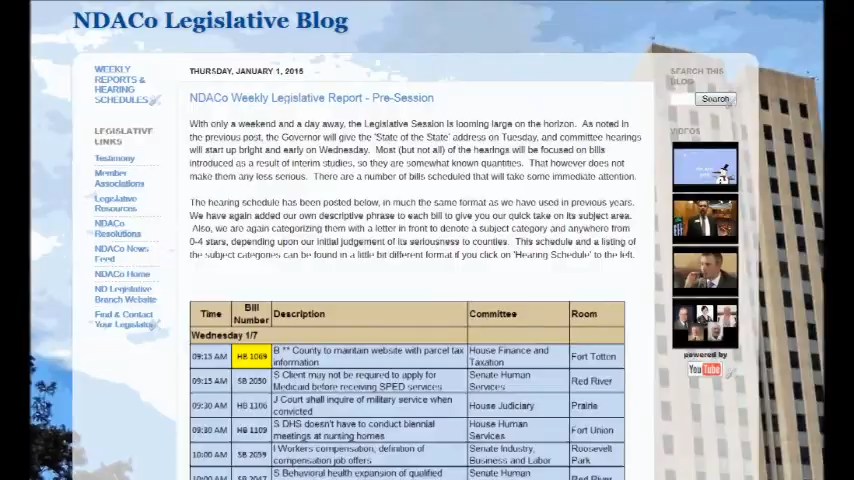 NDACo Legislative Blog
WEEKLY
REPORTS &
HEARING
SCHEDULES
LEGISLATIVE
LINKS
Testimony
Member
Associations
Legislative
Resources
NDACo
Resolutions
NDACo News
Feed
NDACo Home
ND Legislative
Branch Website
Find & Contact
Your Legislator
THURSDAY, JANUARY 1, 2015
NDACo Weekly Legislative Report - Pre-Session
With only a weekend and a day away, the Legislative Session is looming large on the horizon. As noted in
the previous post, the Governor will give the 'State of the State' address on Tuesday, and committee hearings
will start up bright and early on Wednesday. Most (but not all) of the hearings will be focused on bills
introduced as a result of interim studies, so they are somewhat known quantities. That however does not
make them any less serious. There are a number of bills scheduled that will take some immediate attention.
The hearing schedule has been posted below, in much the same format as we have used in previous years.
We have again added our own descriptive phrase to each bill to give you our quick take on its subject area.
Also, we are again categorizing them with a letter in front to denote a subject category and anywhere from
0-4 stars, depending upon our initial judgement of its seriousness to counties. This schedule and a listing of
the subject categories can be found in a little bit different format if you click on 'Hearing Schedule' to the left.
Time Bill Number Description Committee Room
Wednesday 1/7
09:15 AM HB 1069 B ** County to maintain website with parcel tax information House Finance and Taxation Fort Totten
09:15 AM SB 2050 S Client may not be required to apply for Medicaid before receiving SPED services Senate Human Services Red River
09:30 AM HB 1106 J Court shall inquire of military service when convicted House Judiciary Prairie
09:30 AM HB 1109 S DHS doesn't have to conduct biennial meetings at nursing homes House Human Services Fort Union
10:00 AM SB 2059 I Workers compensation, definition of compensation job offers Senate Industry, Business and Labor Roosevelt Park
10:00 AM SB 2047 S Behavioral health expansion of qualified Senate Human Red River
SEARCH THIS
BLOG
Search
VIDEOS
powered by
YouTube